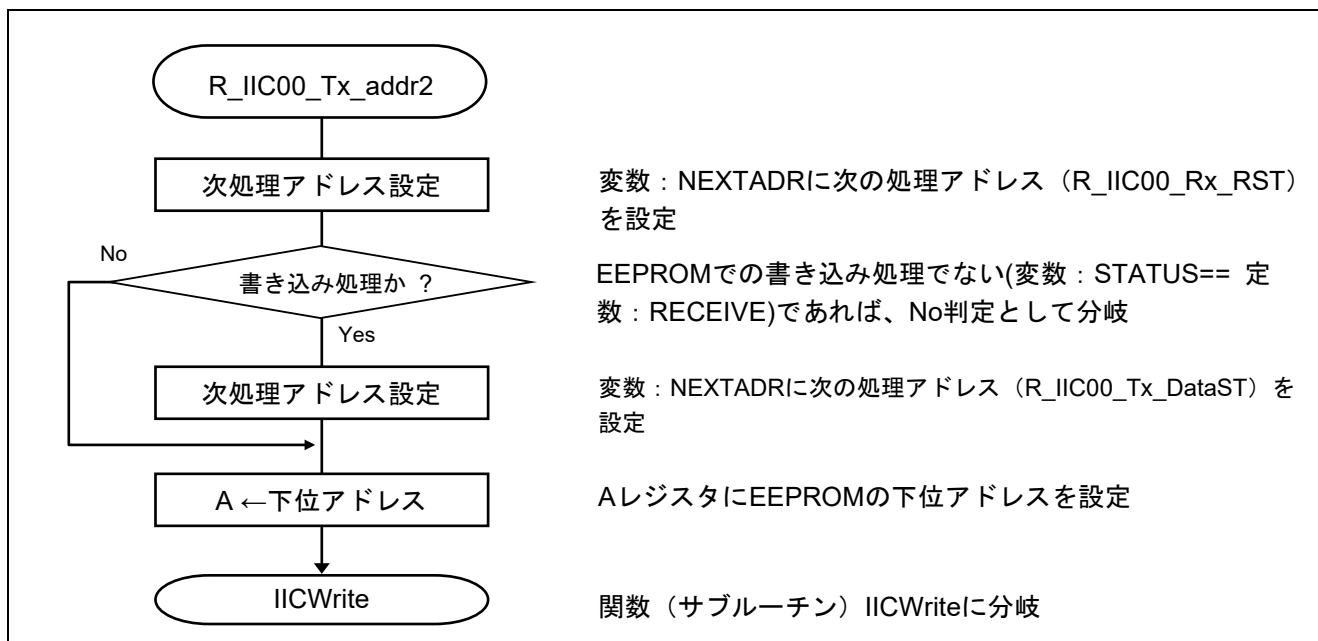 R_IIC00_Tx_addr2
次処理アドレス設定
変数：NEXTADRに次の処理アドレス（R_IIC00_Rx_RST）
を設定
No
書き込み処理か ？
EEPROMでの書き込み処理でない(変数：STATUS== 定
数：RECEIVE)であれば、No判定として分岐
Yes
次処理アドレス設定
変数：NEXTADRに次の処理アドレス（R_IIC00_Tx_DataST）を
設定
A ←下位アドレス
AレジスタにEEPROMの下位アドレスを設定
IICWrite
関数（サブルーチン）IICWriteに分岐